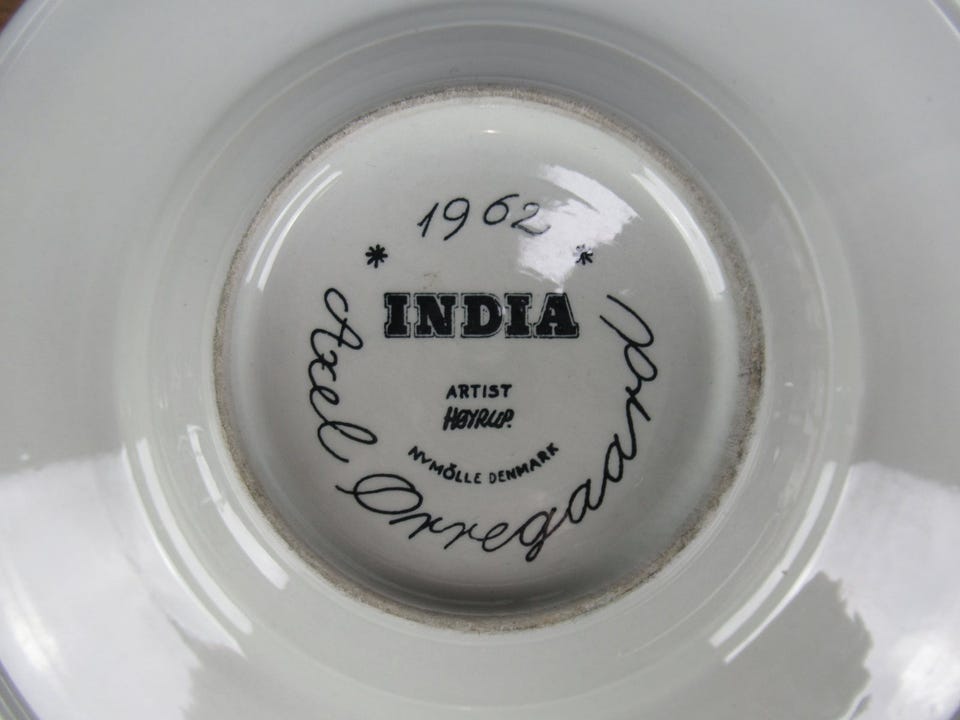 1962
* *
INDIA
ARTIST
HØYRUP.
NYMÖLLE DENMARK
Axel Ørregaard